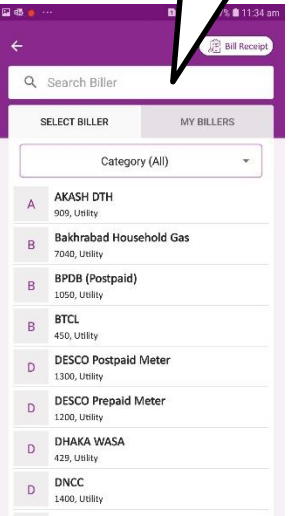 7% 11:34 am
Bill Receipt
Search Biller
SELECT BILLER MY BILLERS
Category (All)
A AKASH DTH
909, Utility
B Bakhrabad Household Gas
7040, Utility
B BPDB (Postpaid)
1050, Utility
B BTCL
450, Utility
D DESCO Postpaid Meter
1300, Utility
D DESCO Prepaid Meter
1200, Utility
D DHAKA WASA
429, Utility
D DNCC
1400, Utility